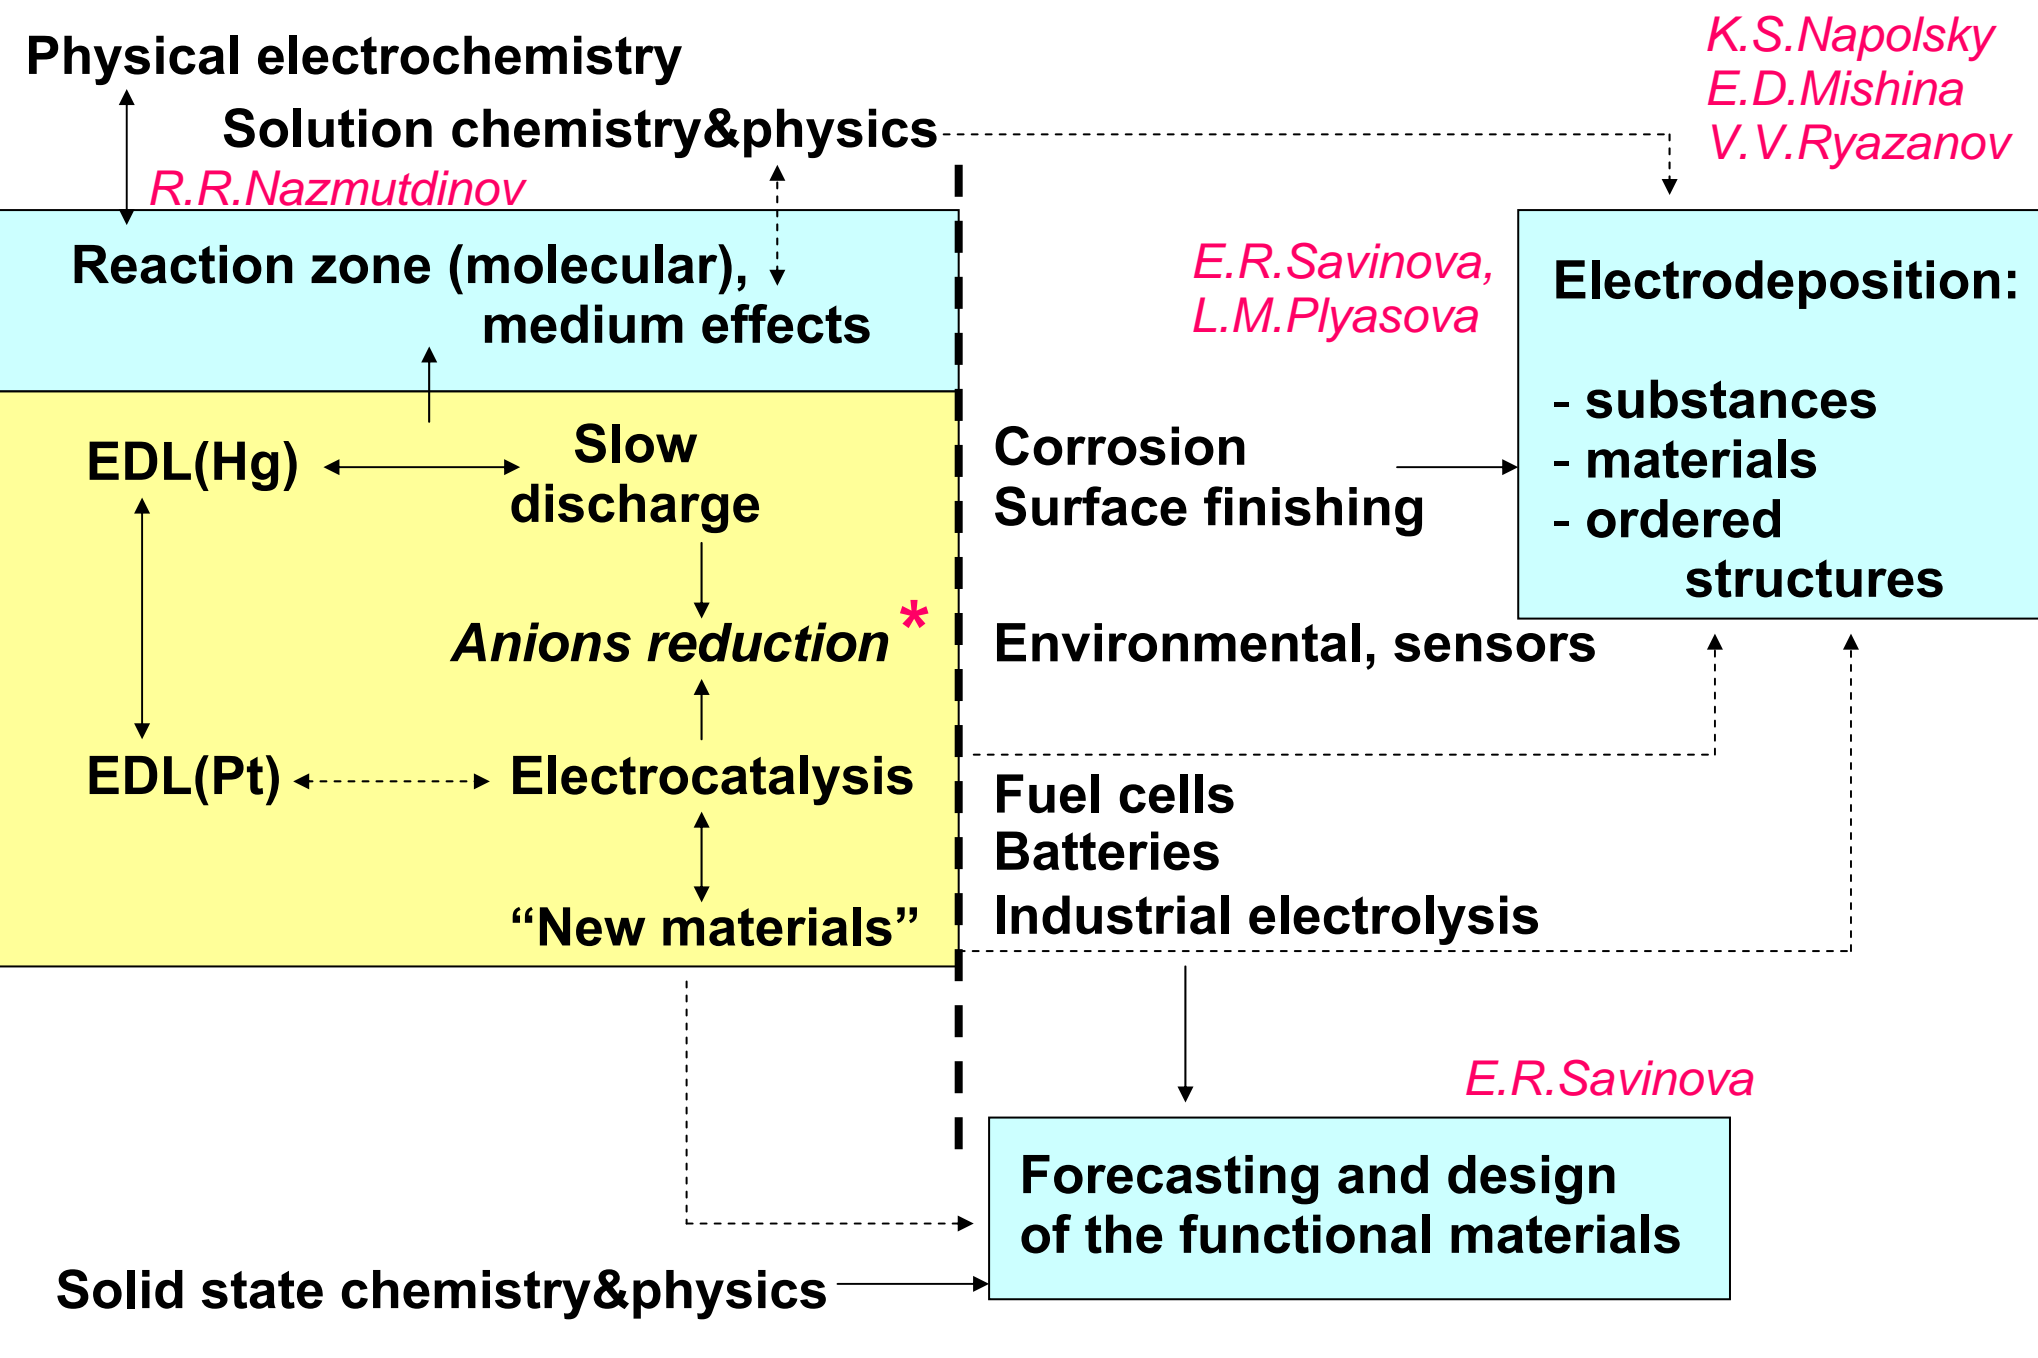 Physical electrochemistry
Solution chemistry&physics
R.R.Nazmutdinov
K.S.Napolsky
E.D.Mishina
V.V.Ryazanov
Reaction zone (molecular),
medium effects
E.R.Savinova,
L.M.Plyasova
Electrodeposition:
- substances
- materials
- ordered
structures
EDL(Hg)
Slow
discharge
Corrosion
Surface finishing
Anions reduction *
Environmental, sensors
EDL(Pt)
Electrocatalysis
Fuel cells
Batteries
Industrial electrolysis
“New materials”
E.R.Savinova
Forecasting and design
of the functional materials
Solid state chemistry&physics